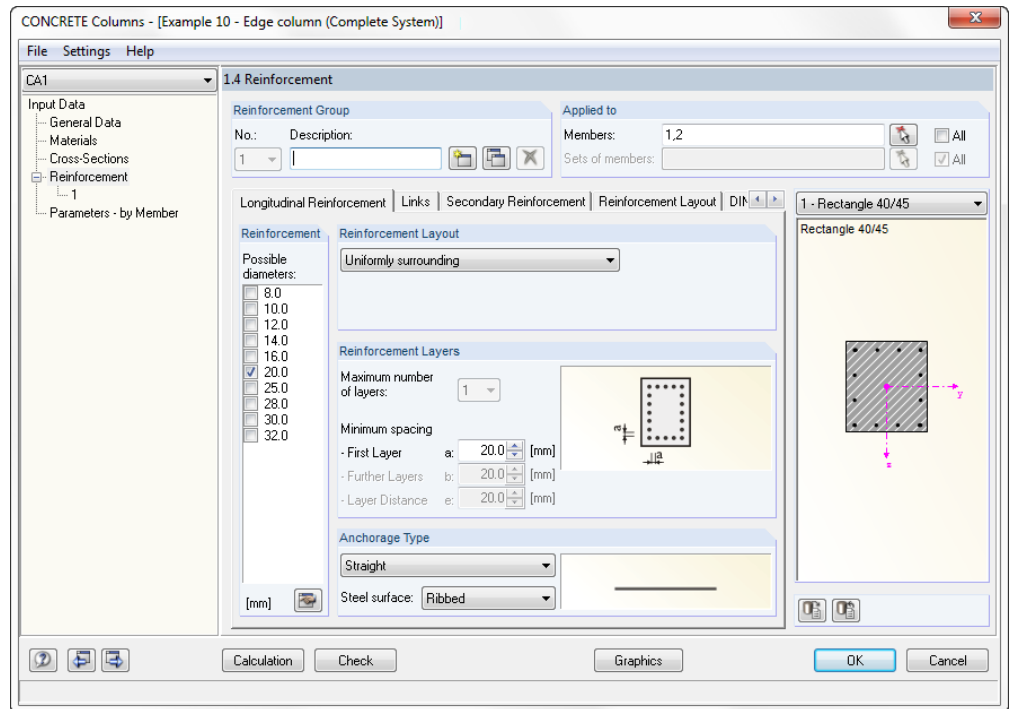 CONCRETE Columns - [Example 10 - Edge column (Complete System)]
File Settings Help
CA1
Input Data
General Data
Materials
Cross-Sections
Reinforcement
1
Parameters - by Member
1.4 Reinforcement
Reinforcement Group
No.: Description:
1
Applied to
Members: 1,2 All
Sets of members: All
Longitudinal Reinforcement Links Secondary Reinforcement Reinforcement Layout DIN
Reinforcement
Possible
diameters:
8.0
10.0
12.0
14.0
16.0
20.0
25.0
28.0
30.0
32.0
[mm]
Reinforcement Layout
Uniformly surrounding
Reinforcement Layers
Maximum number
of layers: 1
Minimum spacing
- First Layer a: 20.0 [mm]
- Further Layers b: 20.0 [mm]
- Layer Distance e: 20.0 [mm]
a
a
Anchorage Type
Straight
Steel surface: Ribbed
1 - Rectangle 40/45
Rectangle 40/45
y
z
Calculation Check Graphics OK Cancel